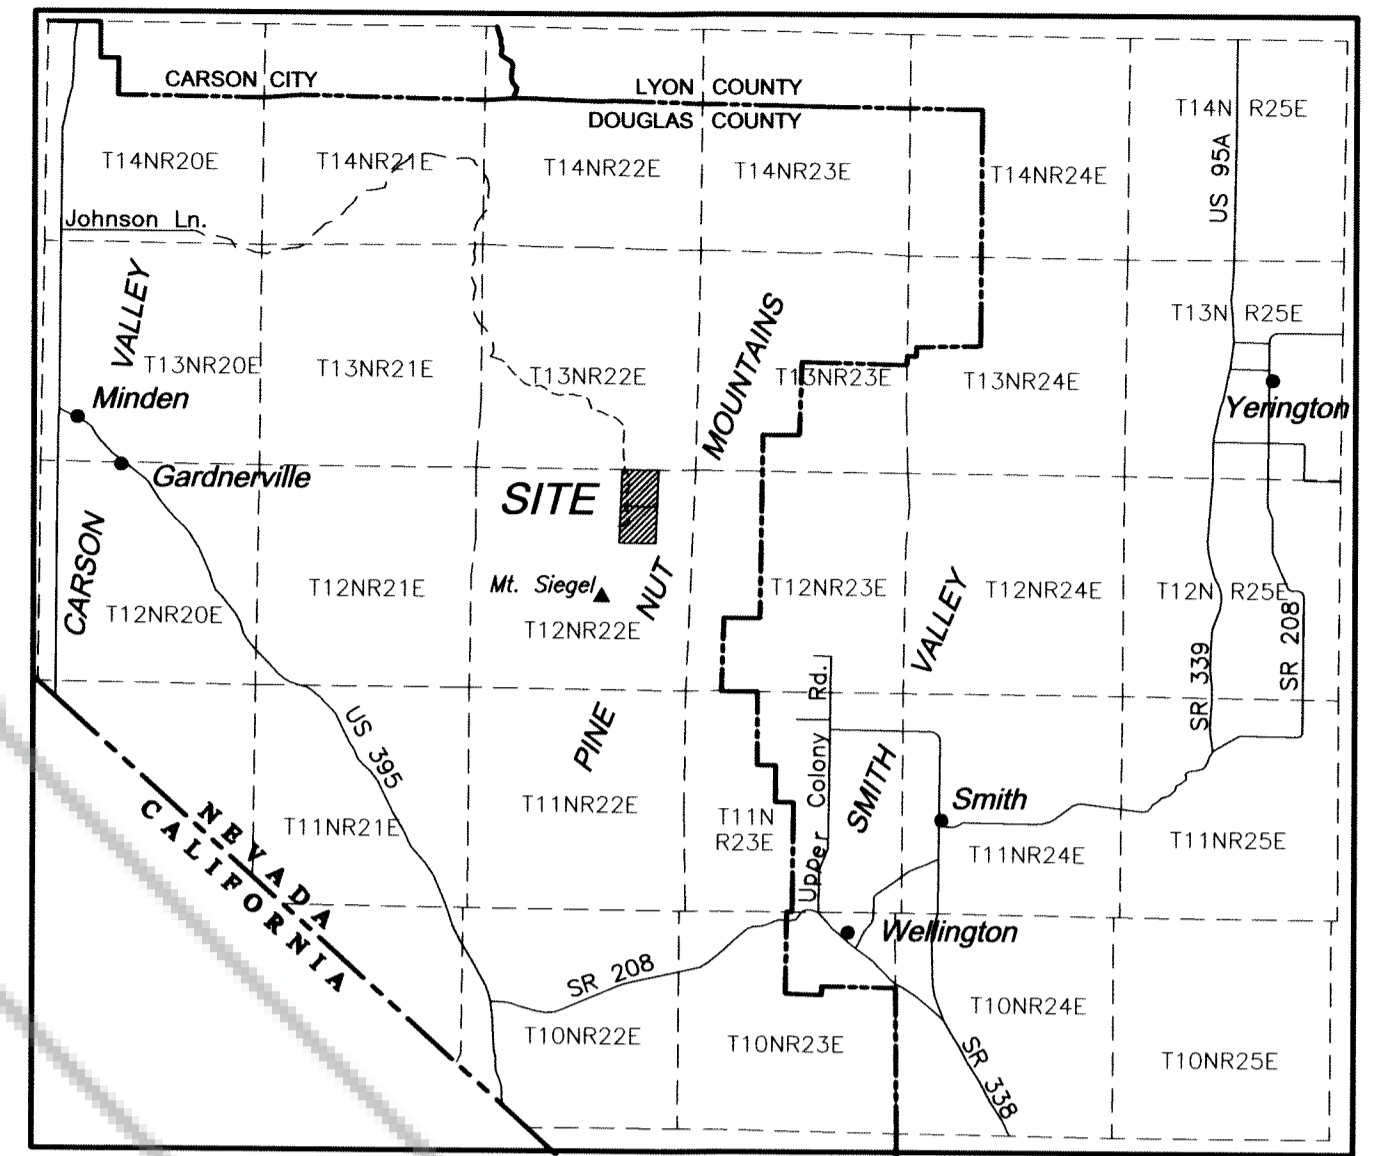 CARSON CITY
LYON COUNTY
DOUGLAS COUNTY
T14N R25E
US 95A
T14NR20E
T14NR21E
T14NR22E
T14NR23E
T14NR24E
Johnson Ln.
VALLEY
MOUNTAINS
T13N R25E
T13NR20E
T13NR21E
T13NR22E
T13NR23E
T13NR24E
Minden
Yerington
Gardnerville
SITE
CARSON
Mt. Siegel
NUT
T12NR20E
T12NR21E
T12NR22E
T12NR23E
T12NR24E
T12N R25E
VALLEY
SR 208
SR 339
Upper Colony Rd.
US 395
PINE
SMITH
Smith
T11NR21E
T11NR22E
T11N
R23E
T11NR24E
T11NR25E
NEVADA
CALIFORNIA
Wellington
SR 208
T10NR22E
T10NR23E
T10NR24E
T10NR25E
SR 338